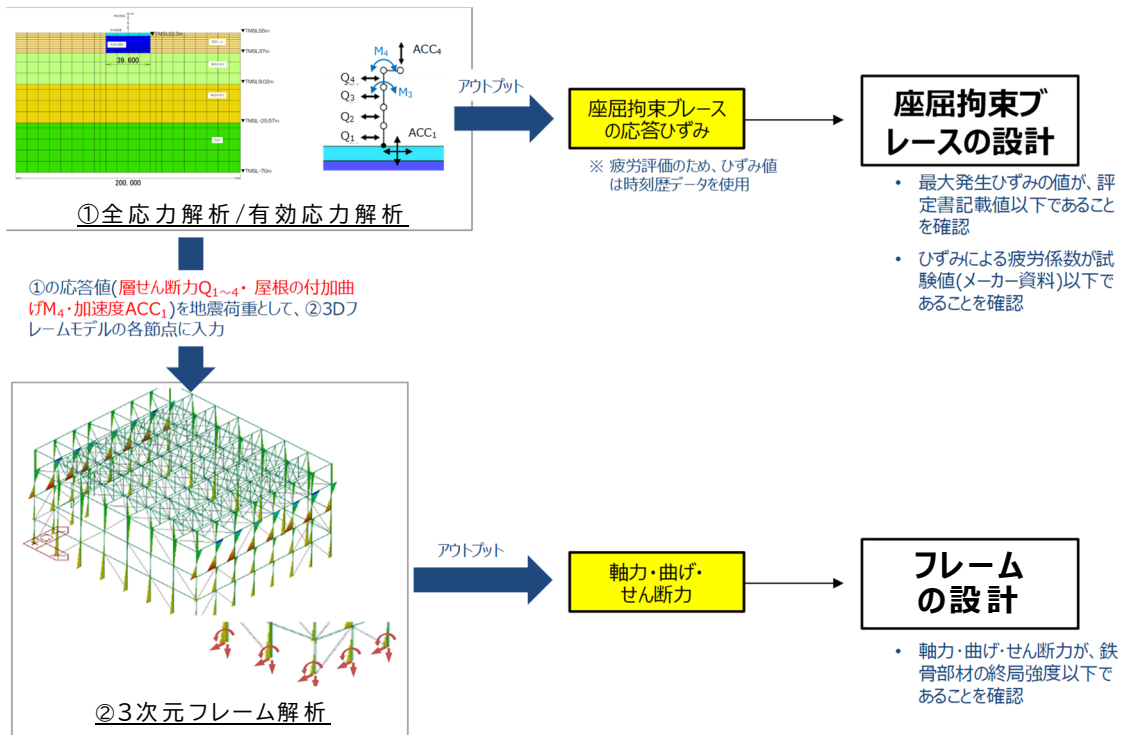 ▼TMSL55m
▼TMSL52.3m
▼TMSL37m
39.600
▼TMSL9.02m
▼TMSL-25.57m
▼TMSL-70m
200.000
M₄
ACC₄
Q₄
Q₃
M₃
Q₂
Q₁
ACC₁
①全応力解析/有効応力解析
アウトプット
座屈拘束ブレース
の応答ひずみ
※ 疲労評価のため、ひずみ値
は時刻歴データを使用
座屈拘束ブ
レースの設計
• 最大発生ひずみの値が、評
定書記載値以下であること
を確認
• ひずみによる疲労係数が試
験値(メーカー資料)以下で
あることを確認
①の応答値(層せん断力Q₁~₄・ 屋根の付加曲
げM₄・加速度ACC₁)を地震荷重として、②3Dフ
レームモデルの各節点に入力
②3次元フレーム解析
アウトプット
軸力・曲げ・
せん断力
フレーム
の設計
• 軸力・曲げ・せん断力が、鉄
骨部材の終局強度以下で
あることを確認